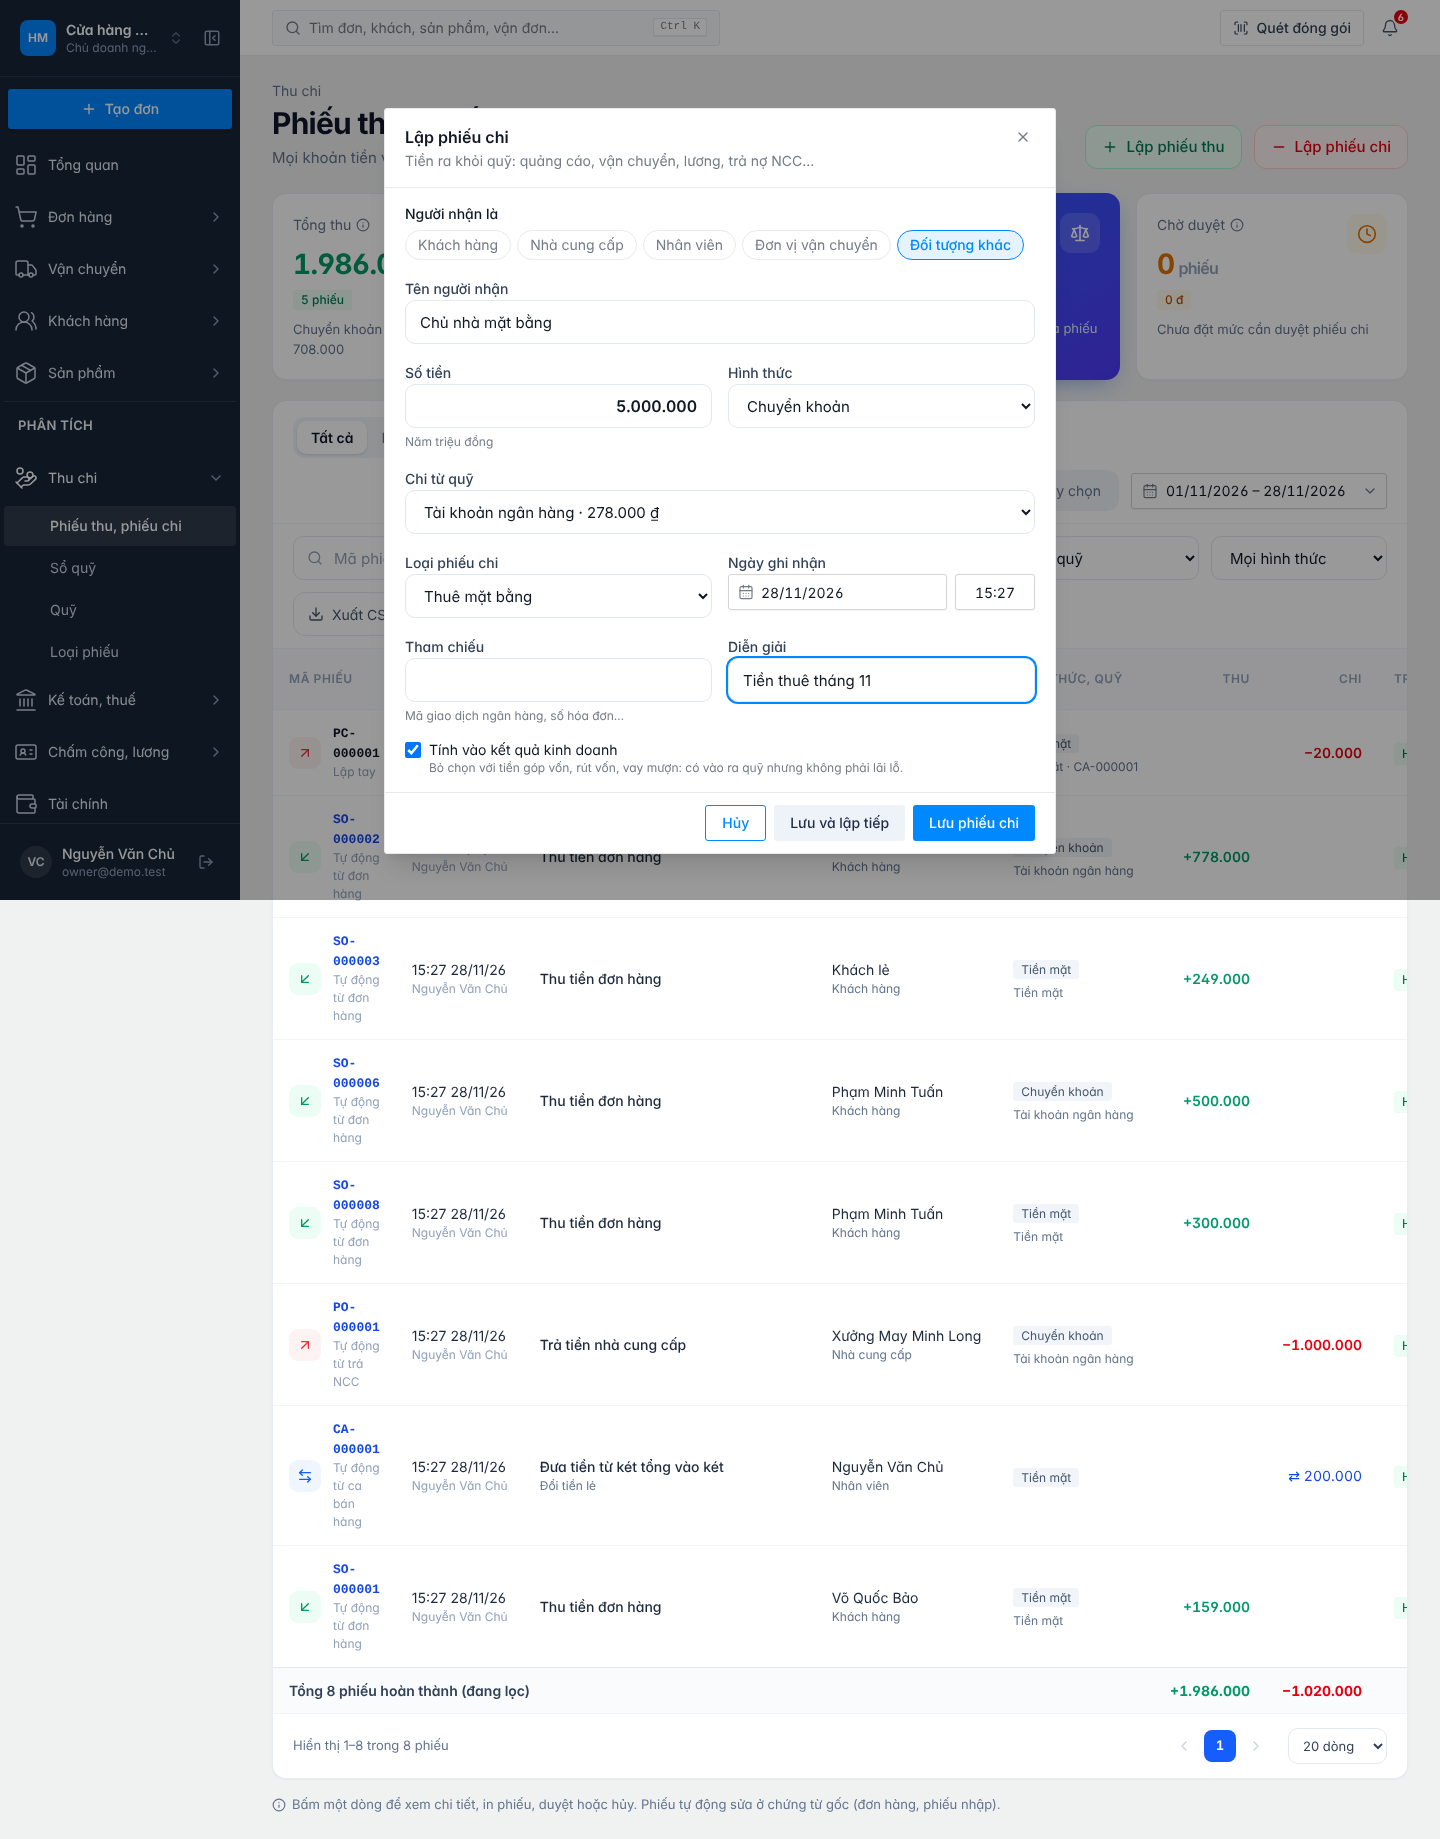 HM
Cửa hàng ...
Chủ doanh ng...
Tìm đơn, khách, sản phẩm, vận đơn...
Ctrl K
Quét đóng gói
6
Tạo đơn
Tổng quan
Đơn hàng
Vận chuyển
Khách hàng
Sản phẩm
PHÂN TÍCH
Thu chi
Phiếu thu, phiếu chi
Sổ quỹ
Quỹ
Loại phiếu
Kế toán, thuế
Chấm công, lương
Tài chính
VC
Nguyễn Văn Chủ
owner@demo.test
Thu chi
Phiếu th
Mọi khoản tiền v
Lập phiếu thu
Lập phiếu chi
Tổng thu
1.986.0
5 phiếu
Chuyển khoản
708.000
phiếu
Chờ duyệt
0 phiếu
0 đ
Chưa đặt mức cần duyệt phiếu chi
Tất cả
y chọn
01/11/2026 – 28/11/2026
Mã phi
quỹ
Mọi hình thức
Xuất CS
Lập phiếu chi
Tiền ra khỏi quỹ: quảng cáo, vận chuyển, lương, trả nợ NCC...
Người nhận là
Khách hàng
Nhà cung cấp
Nhân viên
Đơn vị vận chuyển
Đối tượng khác
Tên người nhận
Chủ nhà mặt bằng
Số tiền
Hình thức
5.000.000
Chuyển khoản
Năm triệu đồng
Chi từ quỹ
Tài khoản ngân hàng · 278.000 ₫
Loại phiếu chi
Ngày ghi nhận
Thuê mặt bằng
28/11/2026
15:27
Tham chiếu
Diễn giải
Tiền thuê tháng 11
Mã giao dịch ngân hàng, số hóa đơn...
Tính vào kết quả kinh doanh
Bỏ chọn với tiền góp vốn, rút vốn, vay mượn: có vào ra quỹ nhưng không phải lãi lỗ.
Hủy
Lưu và lập tiếp
Lưu phiếu chi
MÃ PHIẾU
THỨC, QUỸ
THU
CHI
PC-
000001
Lập tay
CA-000001
−20.000
SO-
000002
Tự động
từ đơn
hàng
Nguyễn Văn Chủ
Thu tiền đơn hàng
Khách hàng
khoản
Tài khoản ngân hàng
+778.000
SO-
000003
Tự động
từ đơn
hàng
15:27 28/11/26
Nguyễn Văn Chủ
Thu tiền đơn hàng
Khách lẻ
Khách hàng
Tiền mặt
Tiền mặt
+249.000
SO-
000006
Tự động
từ đơn
hàng
15:27 28/11/26
Nguyễn Văn Chủ
Thu tiền đơn hàng
Phạm Minh Tuấn
Khách hàng
Chuyển khoản
Tài khoản ngân hàng
+500.000
SO-
000008
Tự động
từ đơn
hàng
15:27 28/11/26
Nguyễn Văn Chủ
Thu tiền đơn hàng
Phạm Minh Tuấn
Khách hàng
Tiền mặt
Tiền mặt
+300.000
PO-
000001
Tự động
từ trả
NCC
15:27 28/11/26
Nguyễn Văn Chủ
Trả tiền nhà cung cấp
Xưởng May Minh Long
Nhà cung cấp
Chuyển khoản
Tài khoản ngân hàng
−1.000.000
CA-
000001
Tự động
từ ca
bán
hàng
15:27 28/11/26
Nguyễn Văn Chủ
Đưa tiền từ két tổng vào két
Đổi tiền lẻ
Nguyễn Văn Chủ
Nhân viên
Tiền mặt
⇄ 200.000
SO-
000001
Tự động
từ đơn
hàng
15:27 28/11/26
Nguyễn Văn Chủ
Thu tiền đơn hàng
Võ Quốc Bảo
Khách hàng
Tiền mặt
Tiền mặt
+159.000
Tổng 8 phiếu hoàn thành (đang lọc)
+1.986.000
−1.020.000
Hiển thị 1–8 trong 8 phiếu
1
20 dòng
Bấm một dòng để xem chi tiết, in phiếu, duyệt hoặc hủy. Phiếu tự động sửa ở chứng từ gốc (đơn hàng, phiếu nhập).